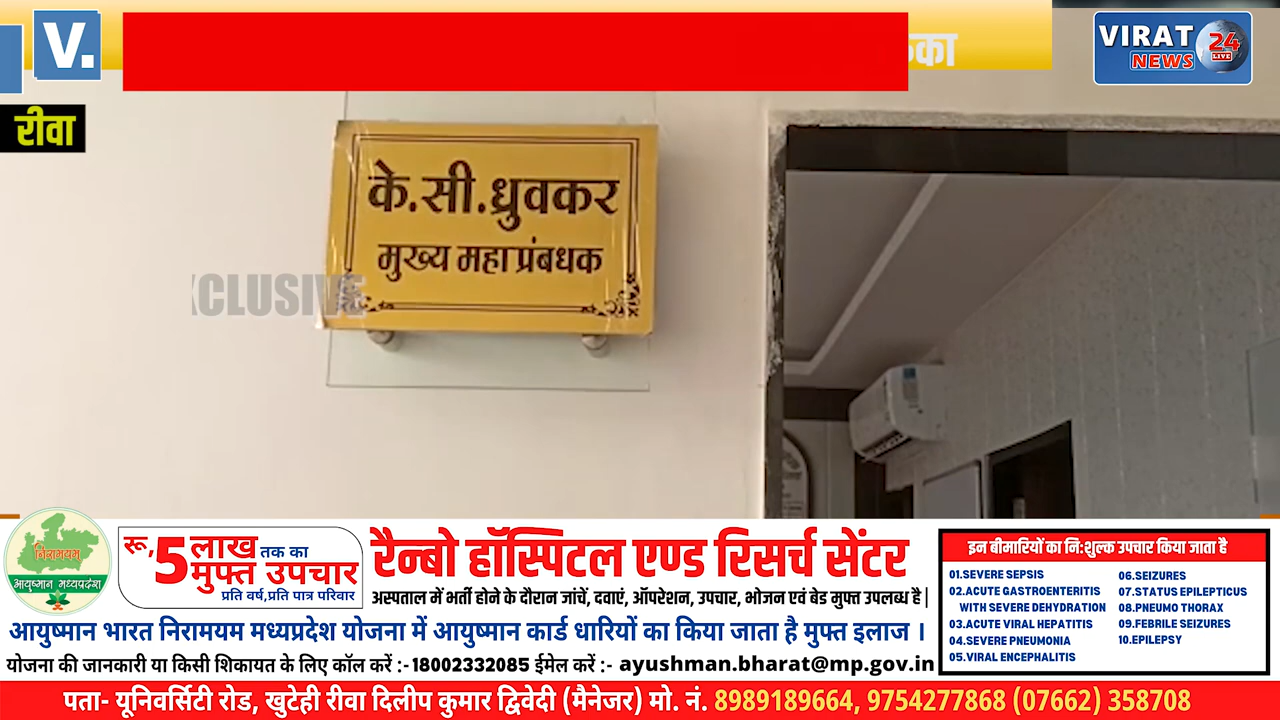 V.
VIRAT
24
NEWS
LIVE
रीवा
के.सी.ध्रुवकर
मुख्य महाप्रंबधक
CLUSIVE
निरामयम्
आयुष्मान मध्यप्रदेश
रू,5 लाख तक का
मुफ्त उपचार
प्रति वर्ष,प्रति पात्र परिवार
रैन्बो हॉस्पिटल एण्ड रिसर्च सेंटर
अस्पताल में भर्ती होने के दौरान जांचें, दवाएं, ऑपरेशन, उपचार, भोजन एवं बेड मुफ्त उपलब्ध है|
आयुष्मान भारत निरामयम मध्यप्रदेश योजना में आयुष्मान कार्ड धारियों का किया जाता है मुफ्त इलाज ।
योजना की जानकारी या किसी शिकायत के लिए कॉल करें :- 18002332085 ईमेल करें :- ayushman.bharat@mp.gov.in
इन बीमारियों का नि:शुल्क उपचार किया जाता है
01.SEVERE SEPSIS
02.ACUTE GASTROENTERITIS
WITH SEVERE DEHYDRATION
03.ACUTE VIRAL HEPATITIS
04.SEVERE PNEUMONIA
05.VIRAL ENCEPHALITIS
06.SEIZURES
07.STATUS EPILEPTICUS
08.PNEUMO THORAX
09.FEBRILE SEIZURES
10.EPILEPSY
पता- यूनिवर्सिटी रोड, खुटेही रीवा दिलीप कुमार द्विवेदी (मैनेजर) मो. नं. 8989189664, 9754277868 (07662) 358708